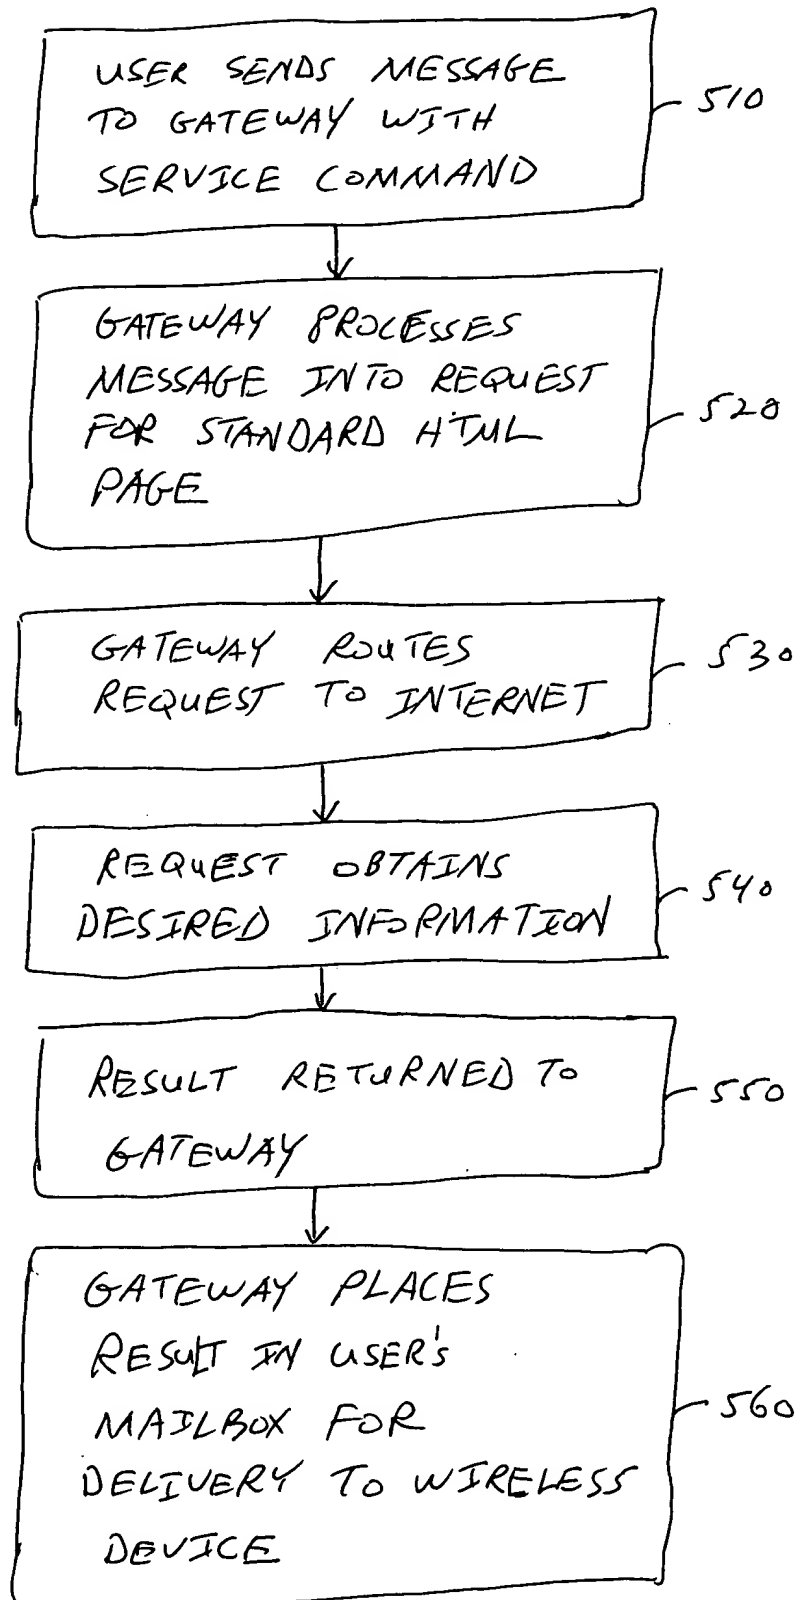 USER SENDS MESSAGE
TO GATEWAY WITH
SERVICE COMMAND
510
GATEWAY PROCESSES
MESSAGE INTO REQUEST
FOR STANDARD HTML
PAGE
520
GATEWAY ROUTES
REQUEST TO INTERNET
530
REQUEST OBTAINS
DESIRED INFORMATION
540
RESULT RETURNED TO
GATEWAY
550
GATEWAY PLACES
RESULT IN USER'S
MAILBOX FOR
DELIVERY TO WIRELESS
DEVICE
560